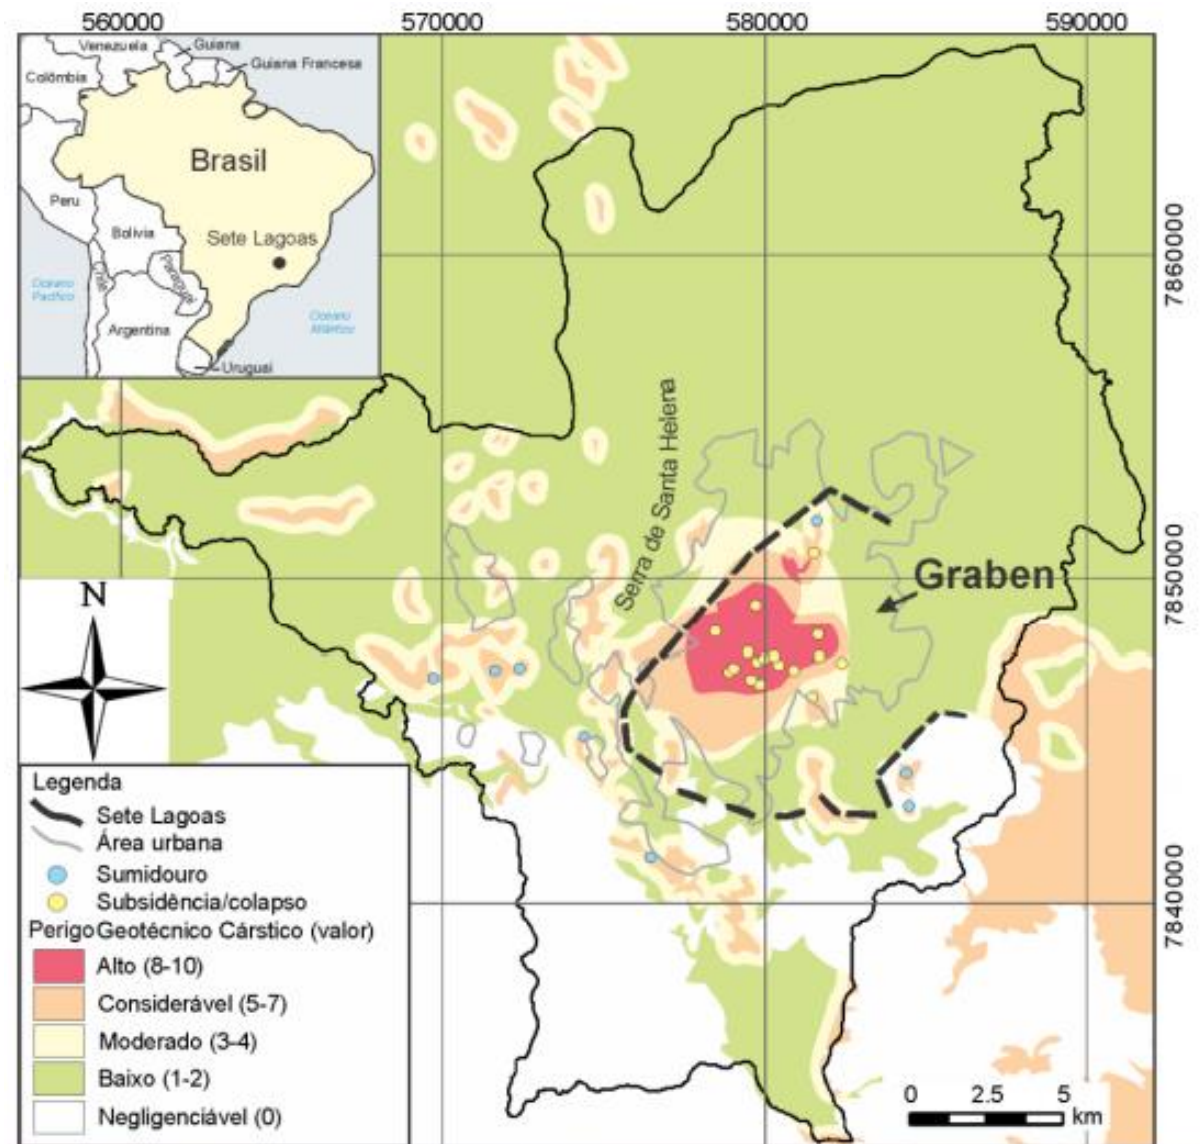 560000
570000
580000
590000
Venezuela
Guiana
Guiana Francesa
Colômbia
Brasil
Peru
Bolívia
Sete Lagoas
Paraguai
Chile
Oceano
Pacífico
Oceano
Atlântico
Argentina
Uruguai
7860000
Serra de Santa Helena
7850000
Graben
N
7840000
Legenda
Sete Lagoas
Área urbana
Sumidouro
Subsidência/colapso
Perigo Geotécnico Cárstico (valor)
Alto (8-10)
Considerável (5-7)
Moderado (3-4)
Baixo (1-2)
Negligenciável (0)
0 2.5 5
km